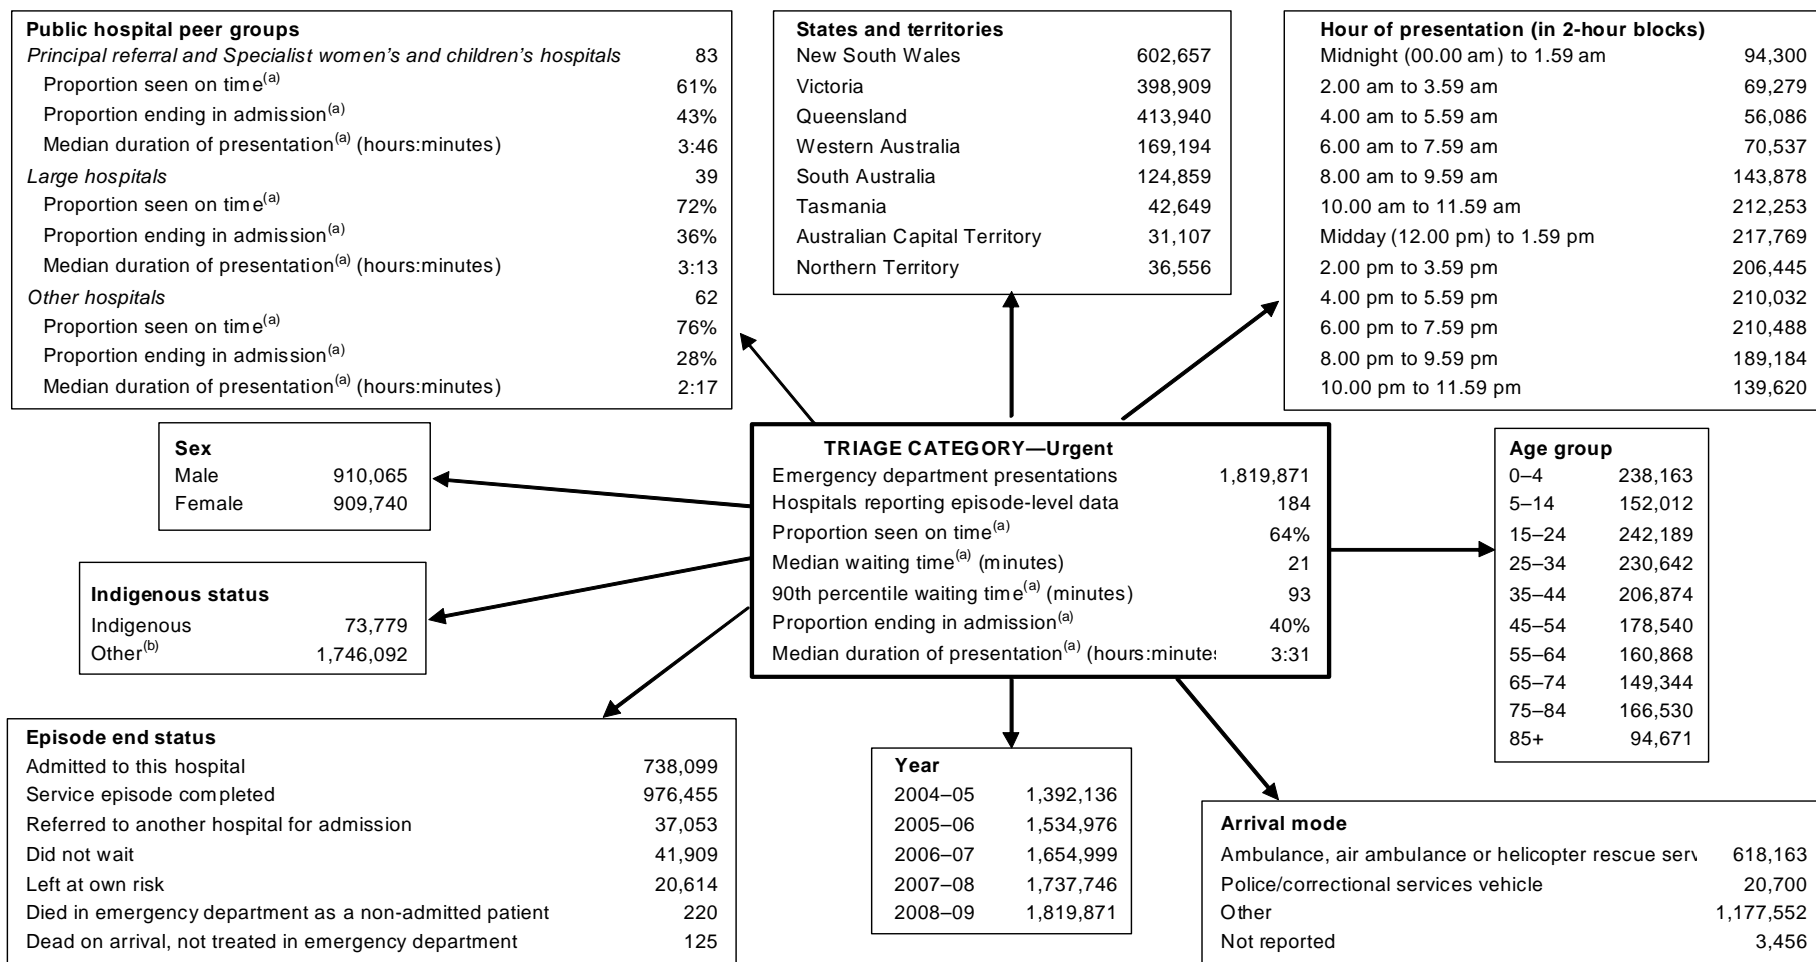 Public hospital peer groups
Principal referral and Specialist women's and children's hospitals 83
Proportion seen on time(a) 61%
Proportion ending in admission(a) 43%
Median duration of presentation(a) (hours:minutes) 3:46
Large hospitals 39
Proportion seen on time(a) 72%
Proportion ending in admission(a) 36%
Median duration of presentation(a) (hours:minutes) 3:13
Other hospitals 62
Proportion seen on time(a) 76%
Proportion ending in admission(a) 28%
Median duration of presentation(a) (hours:minutes) 2:17
States and territories
New South Wales 602,657
Victoria 398,909
Queensland 413,940
Western Australia 169,194
South Australia 124,859
Tasmania 42,649
Australian Capital Territory 31,107
Northern Territory 36,556
Hour of presentation (in 2-hour blocks)
Midnight (00.00 am) to 1.59 am 94,300
2.00 am to 3.59 am 69,279
4.00 am to 5.59 am 56,086
6.00 am to 7.59 am 70,537
8.00 am to 9.59 am 143,878
10.00 am to 11.59 am 212,253
Midday (12.00 pm) to 1.59 pm 217,769
2.00 pm to 3.59 pm 206,445
4.00 pm to 5.59 pm 210,032
6.00 pm to 7.59 pm 210,488
8.00 pm to 9.59 pm 189,184
10.00 pm to 11.59 pm 139,620
Sex
Male 910,065
Female 909,740
TRIAGE CATEGORY—Urgent
Emergency department presentations 1,819,871
Hospitals reporting episode-level data 184
Proportion seen on time(a) 64%
Median waiting time(a) (minutes) 21
90th percentile waiting time(a) (minutes) 93
Proportion ending in admission(a) 40%
Median duration of presentation(a) (hours:minutes 3:31
Age group
0–4 238,163
5–14 152,012
15–24 242,189
25–34 230,642
35–44 206,874
45–54 178,540
55–64 160,868
65–74 149,344
75–84 166,530
85+ 94,671
Indigenous status
Indigenous 73,779
Other(b) 1,746,092
Episode end status
Admitted to this hospital 738,099
Service episode completed 976,455
Referred to another hospital for admission 37,053
Did not wait 41,909
Left at own risk 20,614
Died in emergency department as a non-admitted patient 220
Dead on arrival, not treated in emergency department 125
Year
2004–05 1,392,136
2005–06 1,534,976
2006–07 1,654,999
2007–08 1,737,746
2008–09 1,819,871
Arrival mode
Ambulance, air ambulance or helicopter rescue serv 618,163
Police/correctional services vehicle 20,700
Other 1,177,552
Not reported 3,456